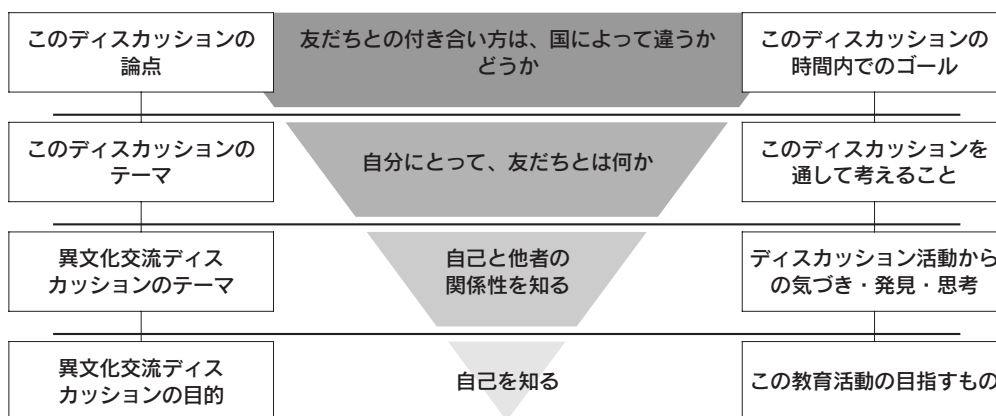 このディスカッションの
論点
友だちとの付き合い方は、国によって違うか
どうか
このディスカッションの
時間内でのゴール
このディスカッションの
テーマ
自分にとって、友だちとは何か
このディスカッションを
通して考えること
異文化交流ディス
カッションのテーマ
自己と他者の
関係性を知る
ディスカッション活動から
の気づき・発見・思考
異文化交流ディス
カッションの目的
自己を知る
この教育活動の目指すもの